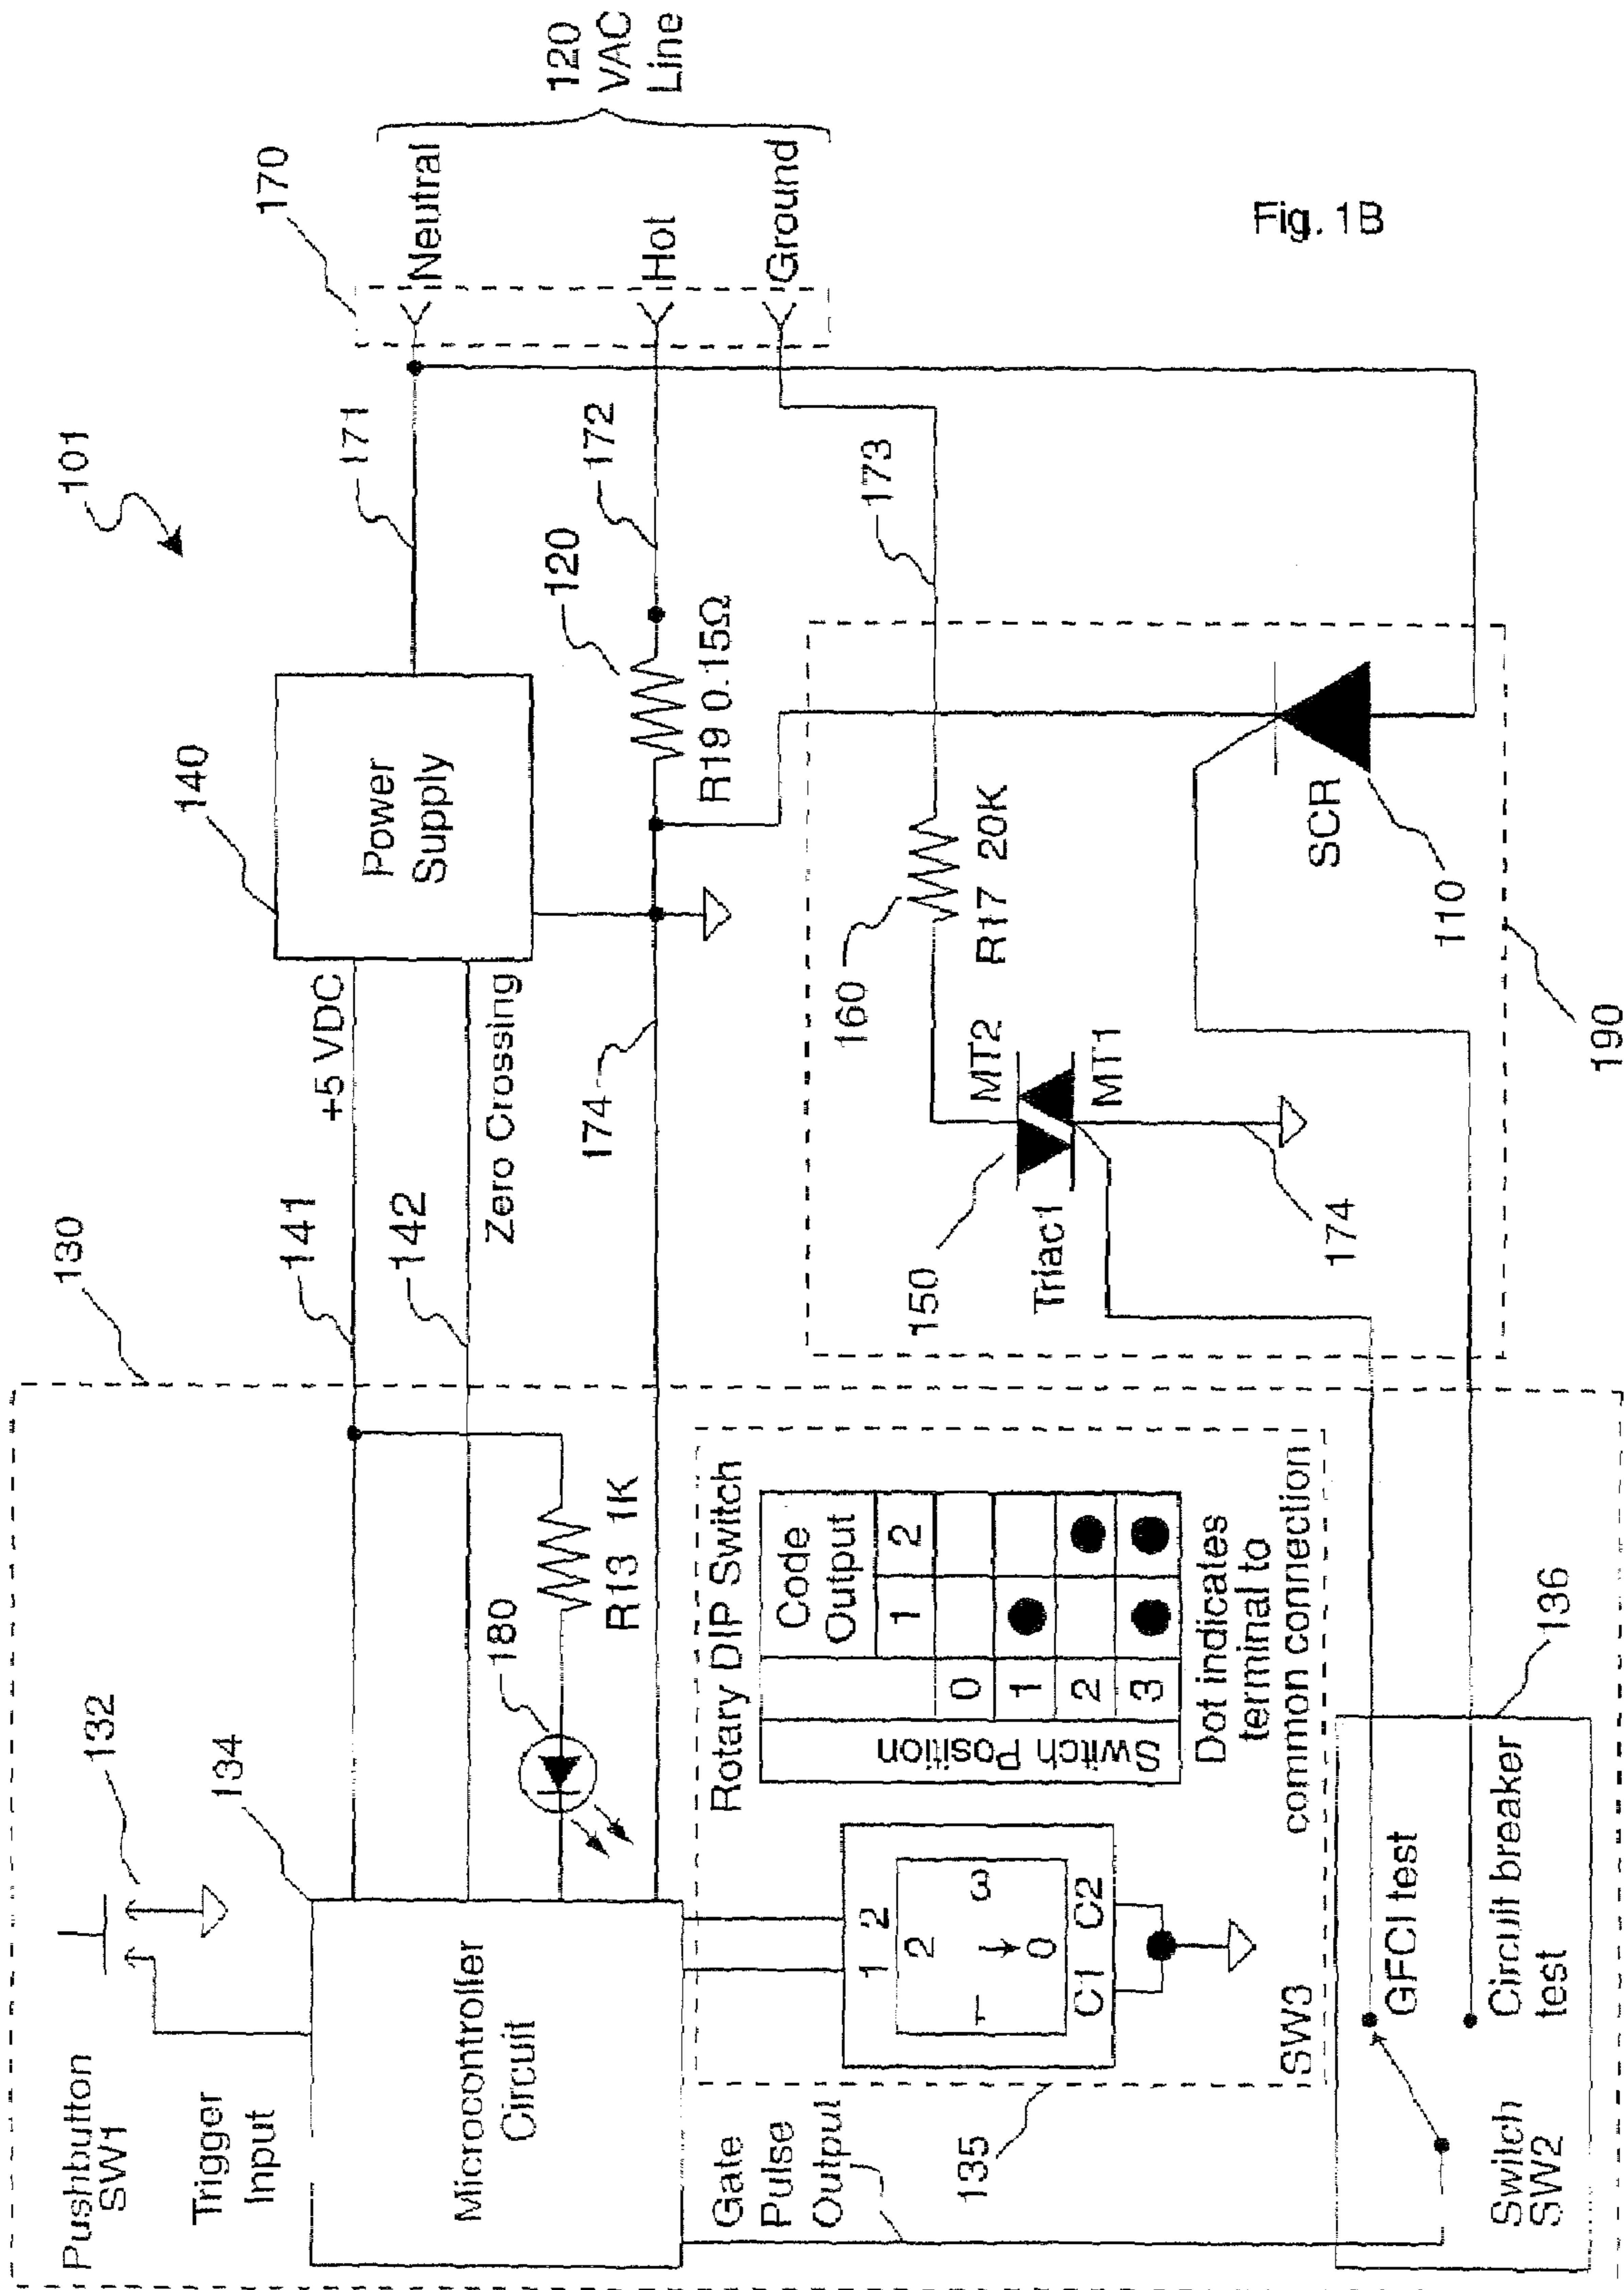 Pushbutton
SW1
132
Trigger
Input
134
Microcontroller
Circuit
130
141
142
+5 VDC
Zero Crossing
140
Power
Supply
101
171
170
Neutral
Hot
Ground
120
VAC
Line
180
R13 1K
174
120
R19 0.15Ω
172
173
Gate
Pulse
Output
135
SW3
1 2
2
1 3
0
C1 C2
Rotary DIP Switch
Switch Position
Code
Output
1 2
0
1
2
3
Dot indicates
terminal to
common connection
150
Triac1
MT2
MT1
174
160
R17 20K
SCR
110
190
GFCI test
Circuit breaker
test
Switch
SW2
136
Fig. 1B